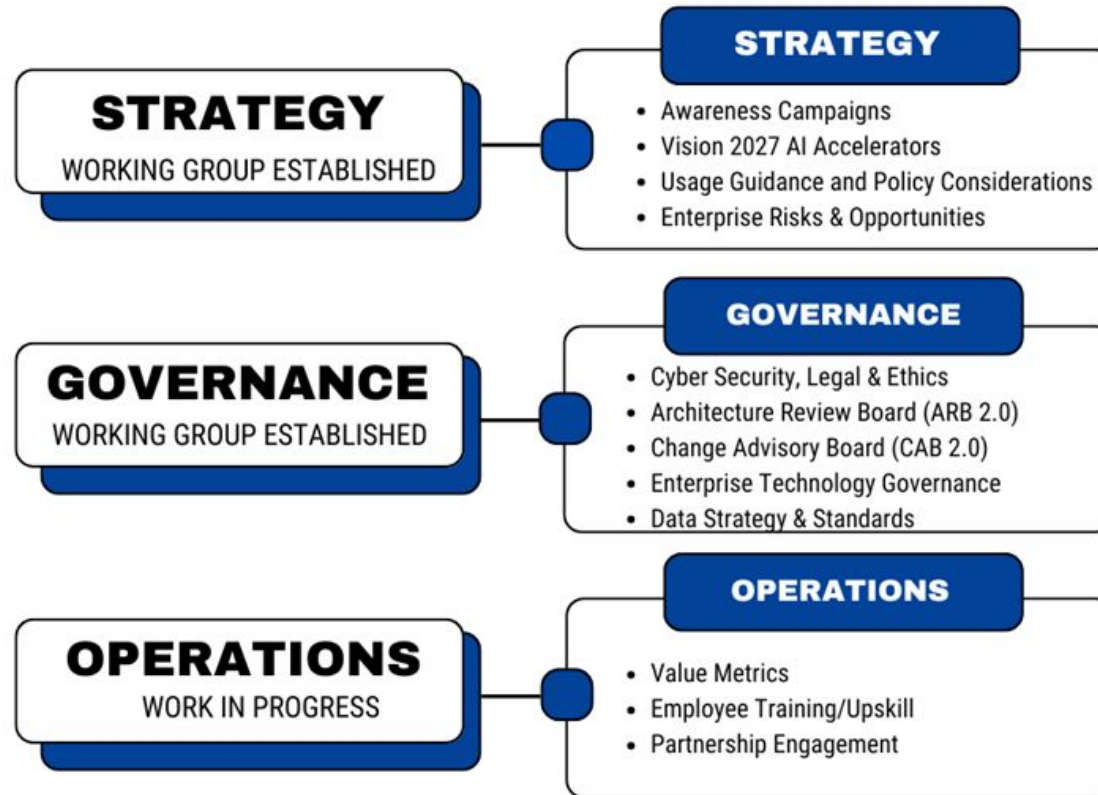 STRATEGY
WORKING GROUP ESTABLISHED
STRATEGY
• Awareness Campaigns
• Vision 2027 AI Accelerators
• Usage Guidance and Policy Considerations
• Enterprise Risks & Opportunities
GOVERNANCE
WORKING GROUP ESTABLISHED
GOVERNANCE
• Cyber Security, Legal & Ethics
• Architecture Review Board (ARB 2.0)
• Change Advisory Board (CAB 2.0)
• Enterprise Technology Governance
• Data Strategy & Standards
OPERATIONS
WORK IN PROGRESS
OPERATIONS
• Value Metrics
• Employee Training/Upskill
• Partnership Engagement